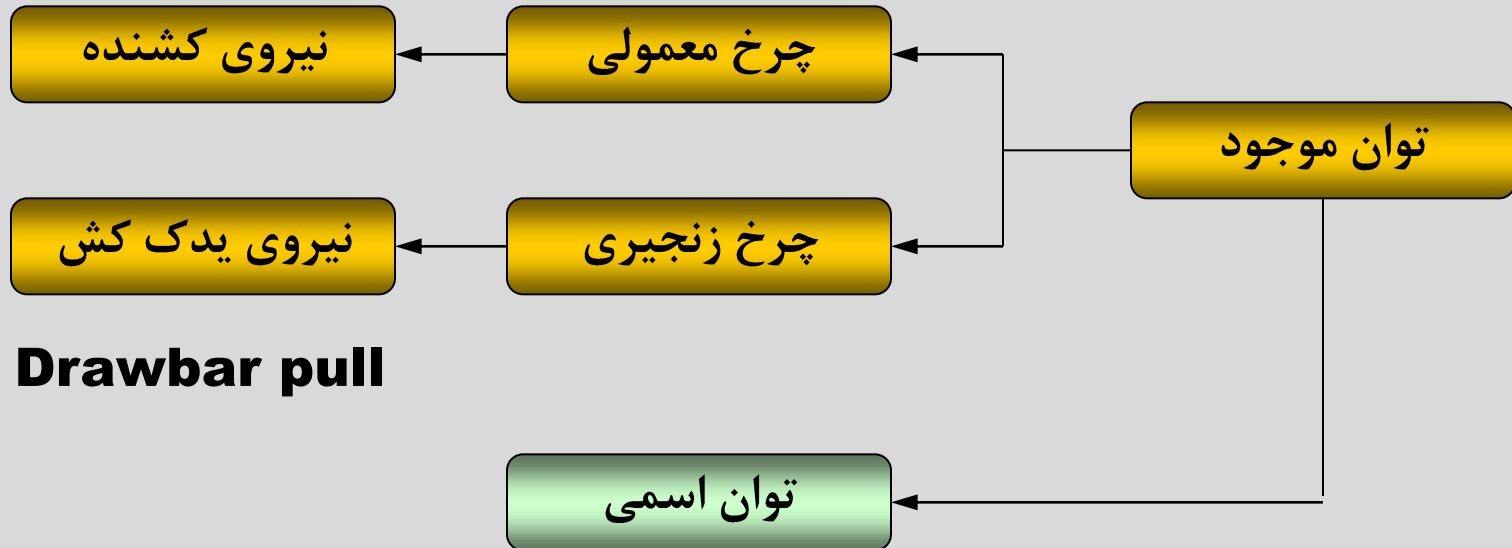 توان موجود
چرخ معمولی
نیروی کشنده
چرخ زنجیری
نیروی یدک کش
Drawbar pull
توان اسمی